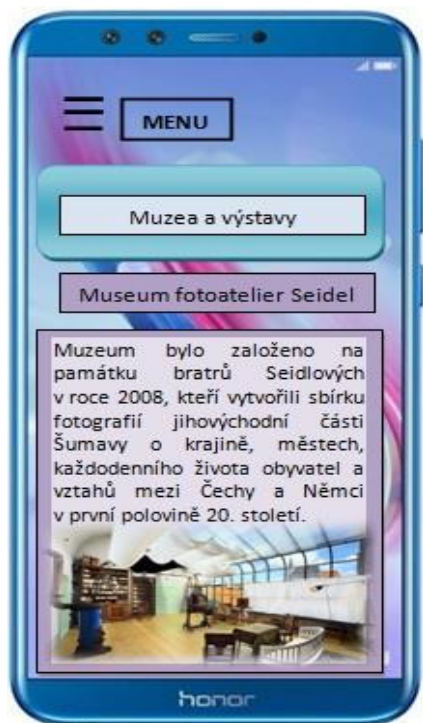 MENU
Muzea a výstavy
Museum fotoatelier Seidel
Muzeum bylo založeno na
památku bratrů Seidlových
v roce 2008, kteří vytvořili sbírku
fotografií jihovýchodní části
Šumavy o krajině, městech,
každodenního života obyvatel a
vztahů mezi Čechy a Němci
v první polovině 20. století.
honor